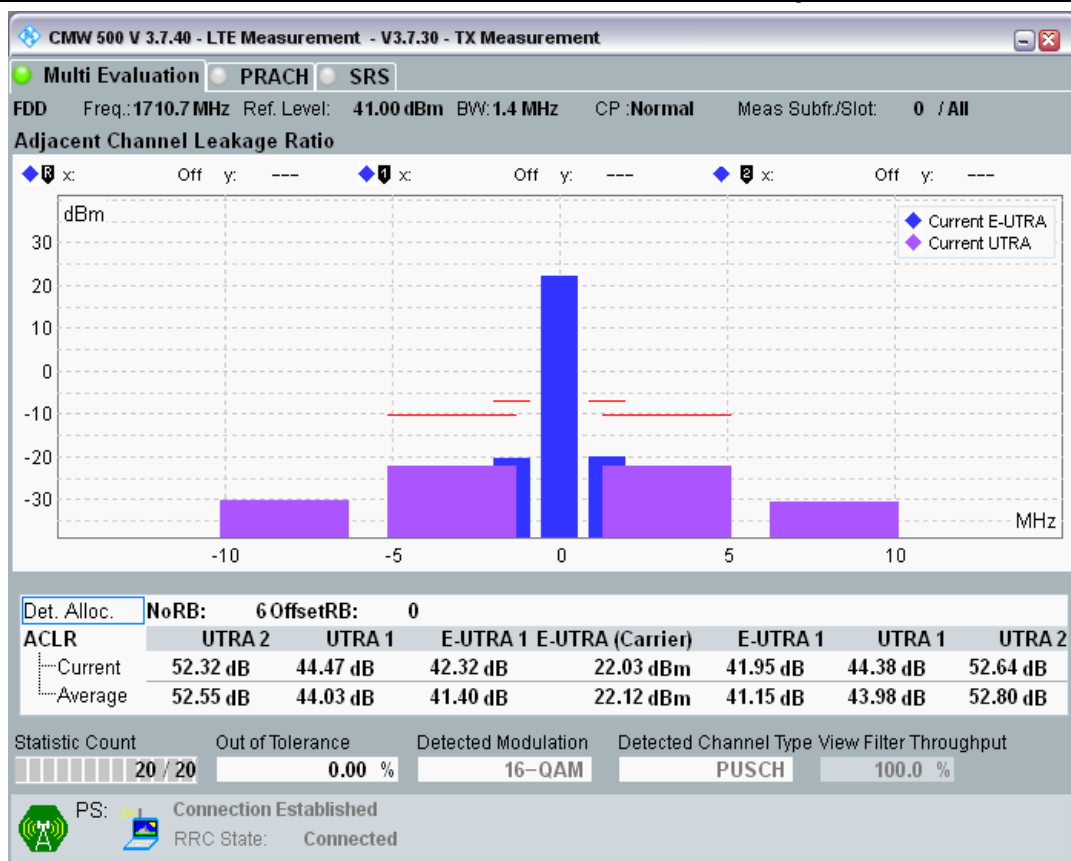 CMW 500 V 3.7.40 - LTE Measurement - V3.7.30 - TX Measurement
Multi Evaluation PRACH SRS
FDD Freq.: 1710.7 MHz Ref. Level: 41.00 dBm BW: 1.4 MHz CP :Normal Meas Subfr./Slot: 0 / All
Adjacent Channel Leakage Ratio
R x: Off y: --- 1 x: Off y: --- 2 x: Off y: ---
dBm
Current E-UTRA
Current UTRA
30
20
10
0
-10
-20
-30
MHz
-10 -5 0 5 10
Det. Alloc. NoRB: 6 OffsetRB: 0
ACLR UTRA 2 UTRA 1 E-UTRA 1 E-UTRA (Carrier) E-UTRA 1 UTRA 1 UTRA 2
Current 52.32 dB 44.47 dB 42.32 dB 22.03 dBm 41.95 dB 44.38 dB 52.64 dB
Average 52.55 dB 44.03 dB 41.40 dB 22.12 dBm 41.15 dB 43.98 dB 52.80 dB
Statistic Count Out of Tolerance Detected Modulation Detected Channel Type View Filter Throughput
20 / 20 0.00 % 16-QAM PUSCH 100.0 %
PS: Connection Established
RRC State: Connected